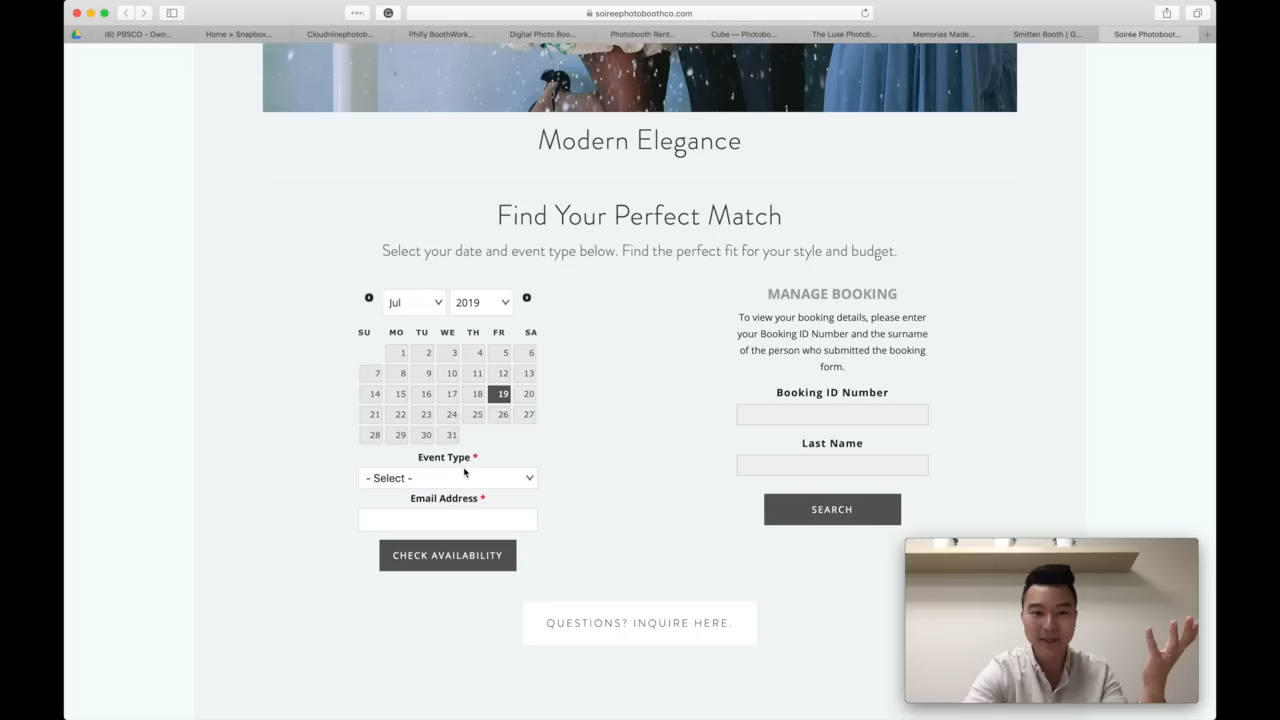 soireephotoboothco.com
(6) PBSCO - Own...
Home » Snapbox...
Cloudninephotob...
Philly BoothWork...
Digital Photo Boo...
Photobooth Rent...
Cube — Photobo...
The Luxe Photob...
Memories Made...
Smitten Booth | G...
Soirée Photoboot...
Modern Elegance
Find Your Perfect Match
Select your date and event type below. Find the perfect fit for your style and budget.
Jul 2019
SU MO TU WE TH FR SA
1 2 3 4 5 6
7 8 9 10 11 12 13
14 15 16 17 18 19 20
21 22 23 24 25 26 27
28 29 30 31
Event Type *
- Select -
Email Address *
CHECK AVAILABILITY
MANAGE BOOKING
To view your booking details, please enter
your Booking ID Number and the surname
of the person who submitted the booking
form.
Booking ID Number
Last Name
SEARCH
QUESTIONS? INQUIRE HERE.